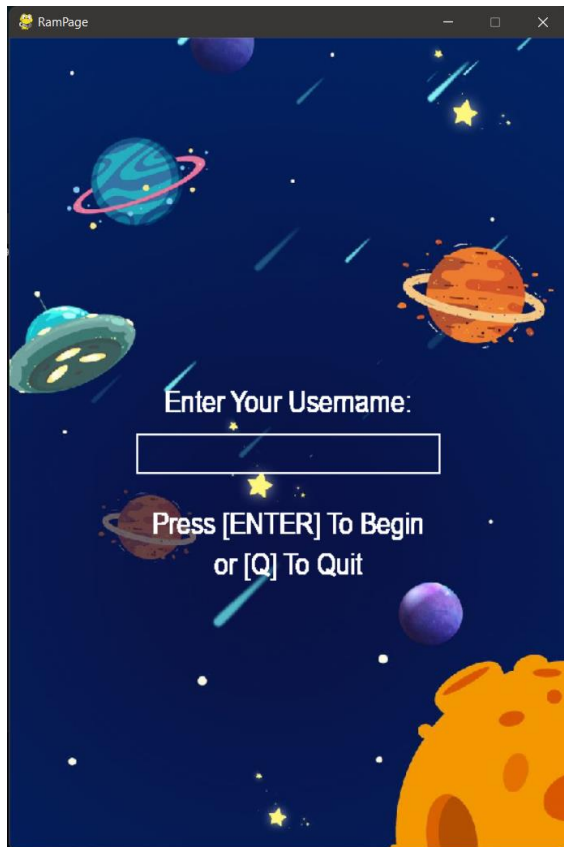 RamPage
Enter Your Username:
Press [ENTER] To Begin
or [Q] To Quit